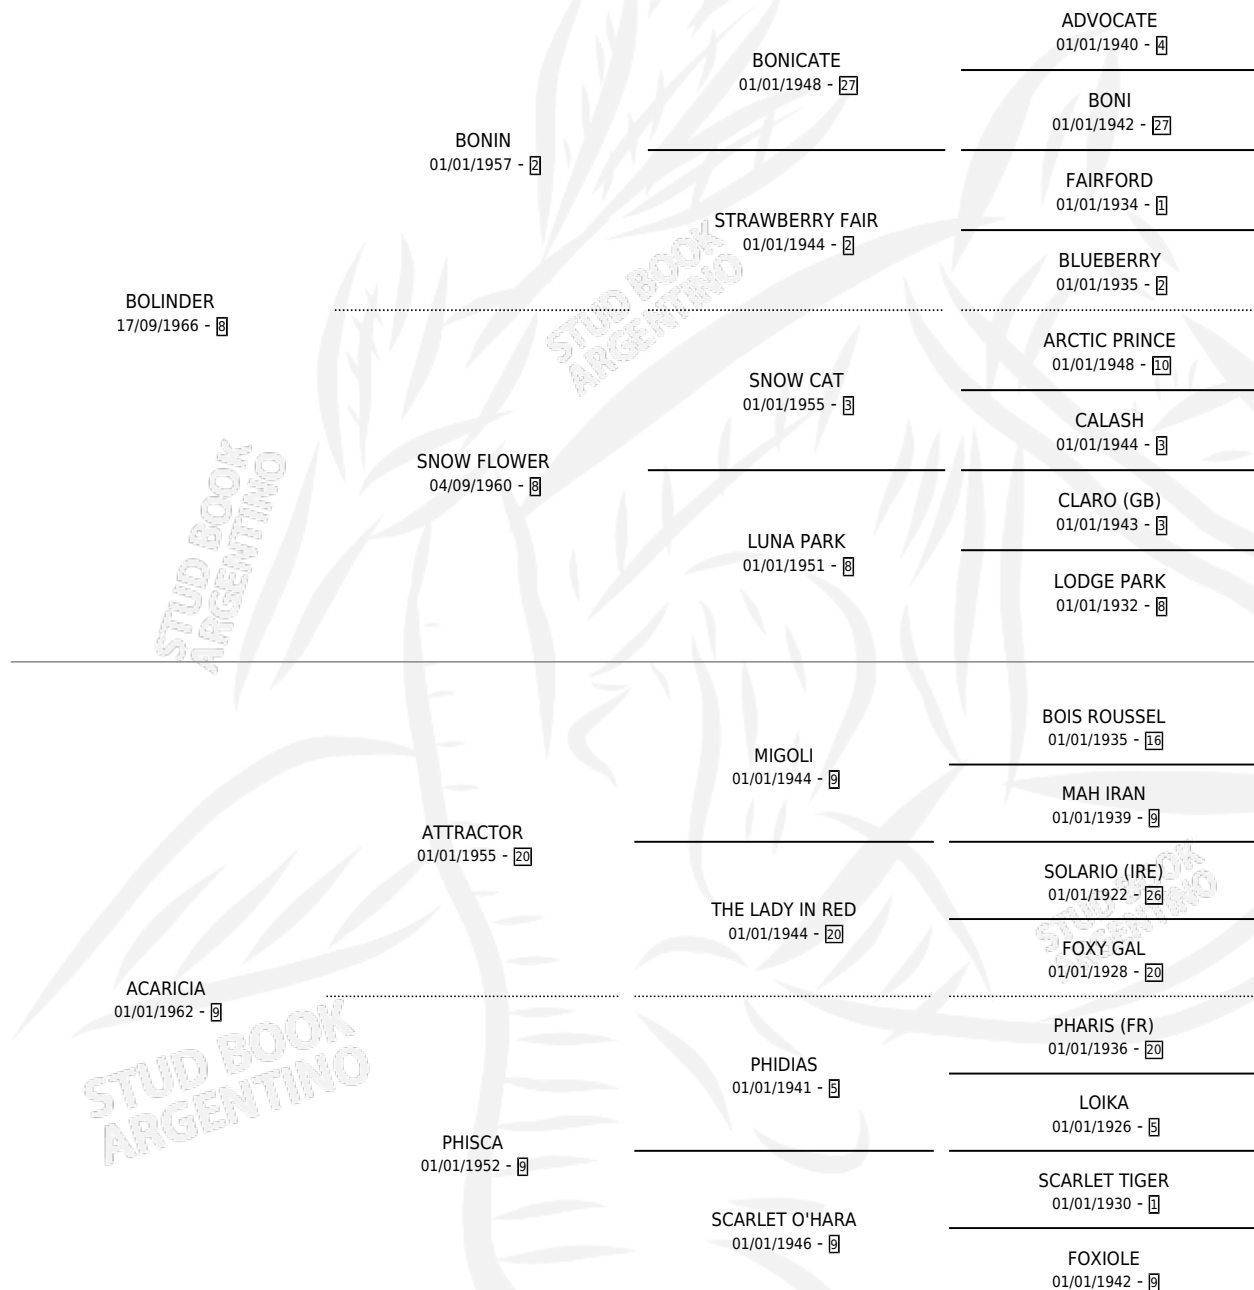 ADVOCATE
01/01/1940 - 4
BONICATE
01/01/1948 - 27
BONI
01/01/1942 - 27
BONIN
01/01/1957 - 2
FAIRFORD
01/01/1934 - 1
STRAWBERRY FAIR
01/01/1944 - 2
BLUEBERRY
01/01/1935 - 2
BOLINDER
17/09/1966 - 8
ARCTIC PRINCE
01/01/1948 - 10
SNOW CAT
01/01/1955 - 3
CALASH
01/01/1944 - 3
SNOW FLOWER
04/09/1960 - 8
CLARO (GB)
01/01/1943 - 3
LUNA PARK
01/01/1951 - 8
LODGE PARK
01/01/1932 - 8
BOIS ROUSSEL
01/01/1935 - 16
MIGOLI
01/01/1944 - 9
MAH IRAN
01/01/1939 - 9
ATTRACTOR
01/01/1955 - 20
SOLARIO (IRE)
01/01/1922 - 26
THE LADY IN RED
01/01/1944 - 20
FOXY GAL
01/01/1928 - 20
ACARICIA
01/01/1962 - 9
PHARIS (FR)
01/01/1936 - 20
PHIDIAS
01/01/1941 - 5
LOIKA
01/01/1926 - 5
PHISCA
01/01/1952 - 9
SCARLET TIGER
01/01/1930 - 1
SCARLET O'HARA
01/01/1946 - 9
FOXIOLE
01/01/1942 - 9
STUD BOOK
ARGENTINO
STUD BOOK
ARGENTINO
STUD BOOK
ARGENTINO
STUD BOOK
ARGENTINO